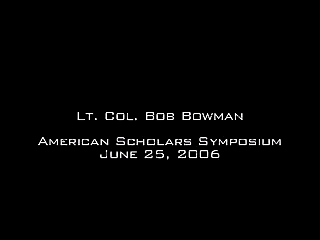 Lt. Col. Bob Bowman
American Scholars Symposium
June 25, 2006